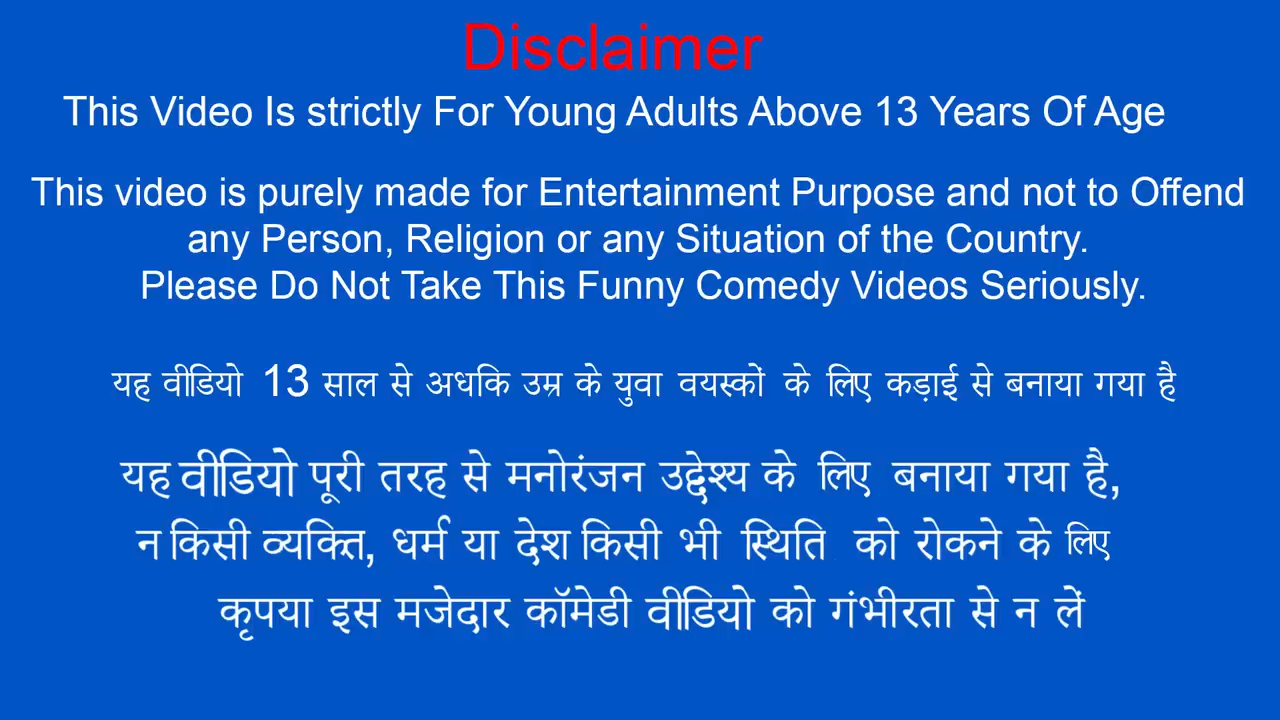 Disclaimer
This Video Is strictly For Young Adults Above 13 Years Of Age
This video is purely made for Entertainment Purpose and not to Offend
any Person, Religion or any Situation of the Country.
Please Do Not Take This Funny Comedy Videos Seriously.
यह वीडियो 13 साल से अधकि उम्र के युवा वयस्कों के लिए कड़ाई से बनाया गया है
यह वीडियो पूरी तरह से मनोरंजन उद्देश्य के लिए बनाया गया है,
न किसी व्यक्ति, धर्म या देश किसी भी स्थिति को रोकने के लिए
कृपया इस मजेदार कॉमेडी वीडियो को गंभीरता से न लें